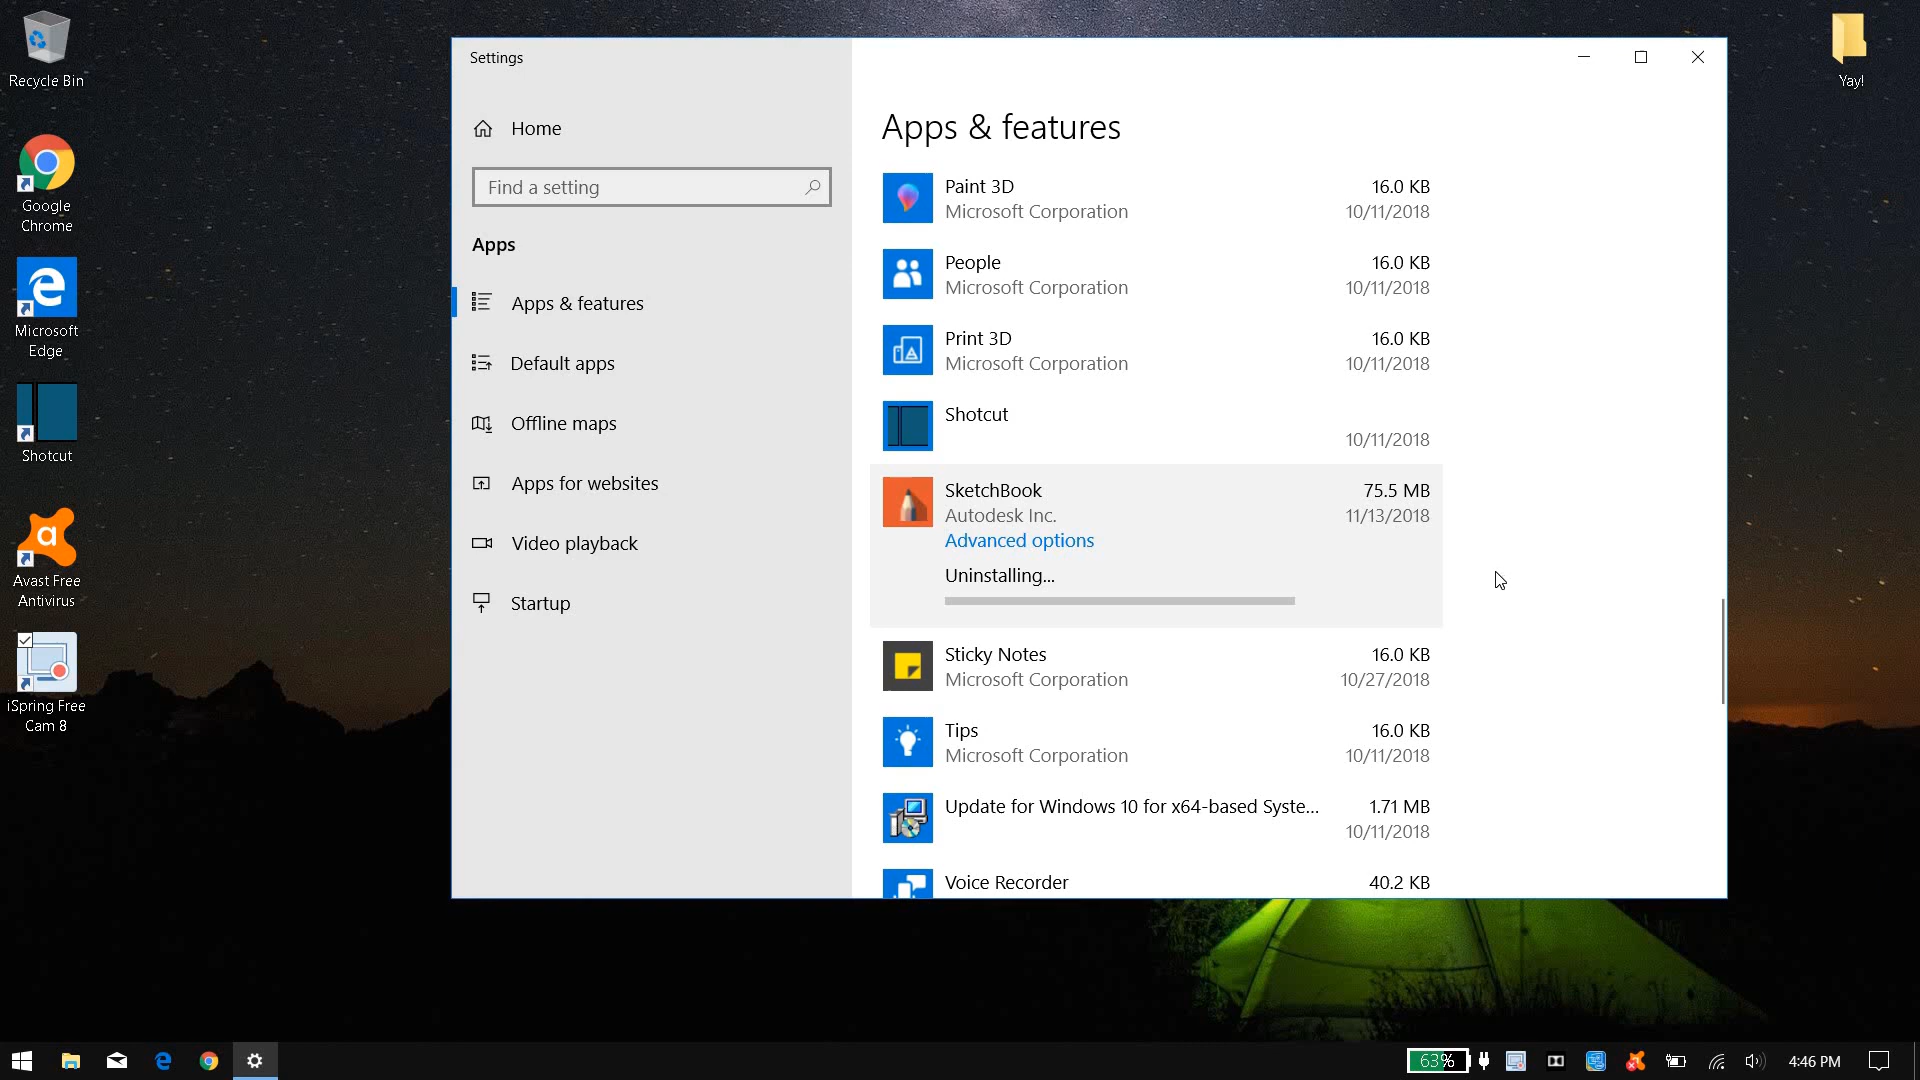 Recycle Bin
Google
Chrome
Microsoft
Edge
Shotcut
Avast Free
Antivirus
iSpring Free
Cam 8
Yay!
Settings
Home
Find a setting
Apps
Apps & features
Default apps
Offline maps
Apps for websites
Video playback
Startup
Apps & features
Paint 3D 16.0 KB
Microsoft Corporation 10/11/2018
People 16.0 KB
Microsoft Corporation 10/11/2018
Print 3D 16.0 KB
Microsoft Corporation 10/11/2018
Shotcut
10/11/2018
SketchBook 75.5 MB
Autodesk Inc. 11/13/2018
Advanced options
Uninstalling...
Sticky Notes 16.0 KB
Microsoft Corporation 10/27/2018
Tips 16.0 KB
Microsoft Corporation 10/11/2018
Update for Windows 10 for x64-based Syste... 1.71 MB
10/11/2018
Voice Recorder 40.2 KB
63% 4:46 PM